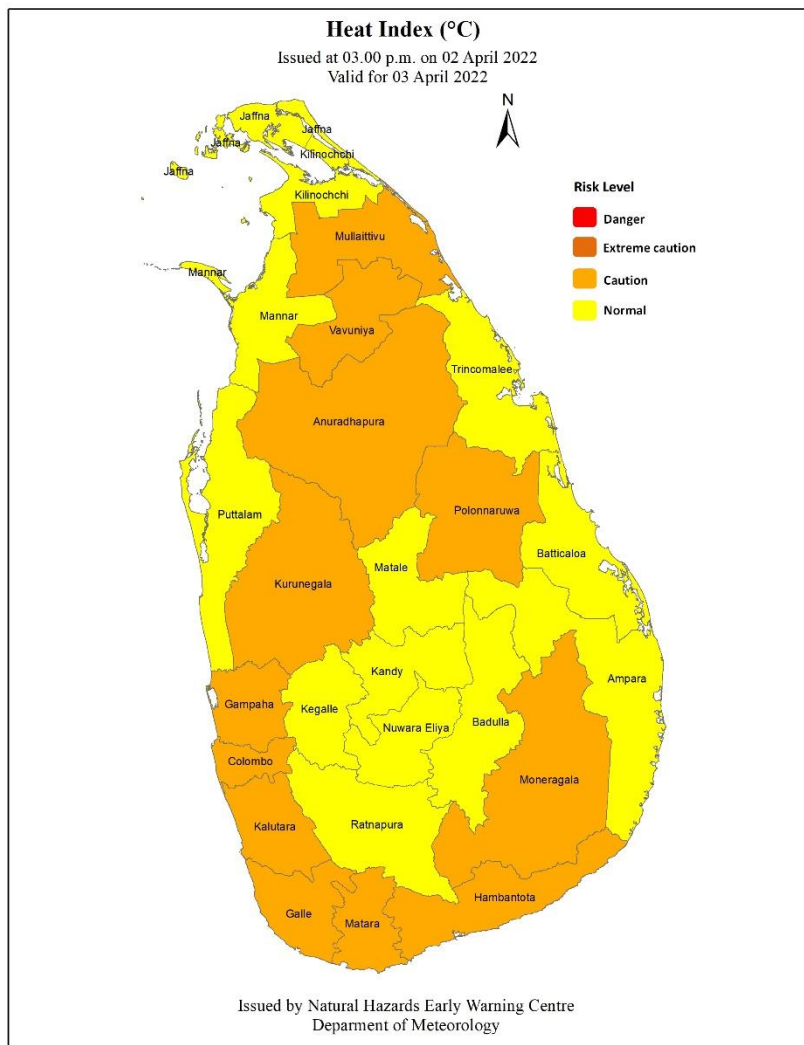 Heat Index (°C)
Issued at 03.00 p.m. on 02 April 2022
Valid for 03 April 2022
N
Jaffna
Jaffna
Jaffna
Kilinochchi
Jaffna
Kilinochchi
Risk Level
Danger
Extreme caution
Caution
Normal
Mullaittivu
Mannar
Mannar
Vavuniya
Trincomalee
Anuradhapura
Puttalam
Polonnaruwa
Batticaloa
Matale
Kurunegala
Kandy
Ampara
Gampaha
Kegalle
Nuwara Eliya
Badulla
Colombo
Moneragala
Kalutara
Ratnapura
Hambantota
Galle
Matara
Issued by Natural Hazards Early Warning Centre
Deparment of Meteorology